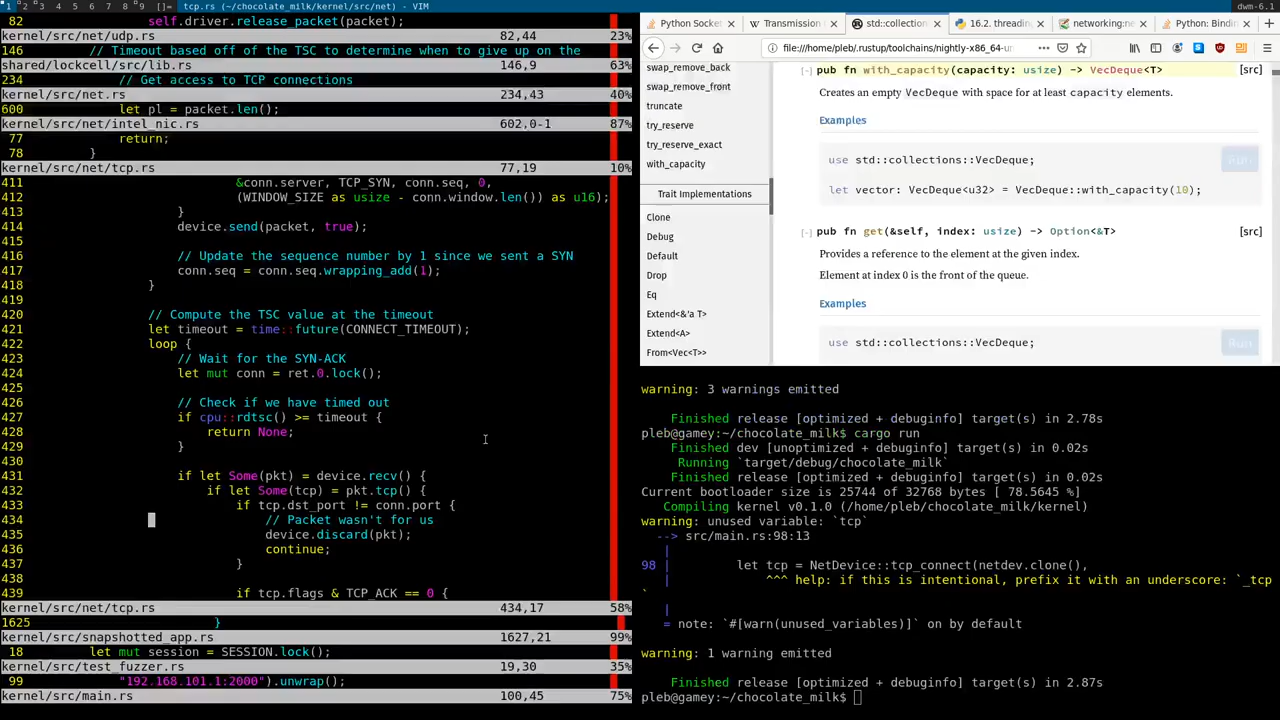 1 2 3 4 5 6 7 8 9 []= tcp.rs (~/chocolate_milk/kernel/src/net) - VIM
dwm-6.1
82 self.driver.release_packet(packet);
kernel/src/net/udp.rs 82,44 23%
146 // Timeout based off of the TSC to determine when to give up on the
shared/lockcell/src/lib.rs 146,9 63%
234 // Get access to TCP connections
kernel/src/net.rs 234,43 40%
600 let pl = packet.len();
kernel/src/net/intel_nic.rs 602,0-1 87%
77 return;
78 }
kernel/src/net/tcp.rs 77,19 10%
411 &conn.server, TCP_SYN, conn.seq, 0,
412 (WINDOW_SIZE as usize - conn.window.len()) as u16);
413 }
414 device.send(packet, true);
415
416 // Update the sequence number by 1 since we sent a SYN
417 conn.seq = conn.seq.wrapping_add(1);
418 }
419
420 // Compute the TSC value at the timeout
421 let timeout = time::future(CONNECT_TIMEOUT);
422 loop {
423 // Wait for the SYN-ACK
424 let mut conn = ret.0.lock();
425
426 // Check if we have timed out
427 if cpu::rdtsc() >= timeout {
428 return None;
429 }
430
431 if let Some(pkt) = device.recv() {
432 if let Some(tcp) = pkt.tcp() {
433 if tcp.dst_port != conn.port {
434 // Packet wasn't for us
435 device.discard(pkt);
436 continue;
437 }
438
439 if tcp.flags & TCP_ACK == 0 {
kernel/src/net/tcp.rs 434,17 58%
1625 }
kernel/src/snapshotted_app.rs 1627,21 99%
18 let mut session = SESSION.lock();
kernel/src/test_fuzzer.rs 19,30 35%
99 "192.168.101.1:2000").unwrap();
kernel/src/main.rs 100,45 75%
Python Socket
Transmission
std::collection
16.2. threading
networking:ne
Python: Bindin
file:///home/pleb/.rustup/toolchains/nightly-x86_64-u
swap_remove_back
swap_remove_front
truncate
try_reserve
try_reserve_exact
with_capacity
Trait Implementations
Clone
Debug
Default
Drop
Eq
Extend<&'a T>
Extend<A>
From<Vec<T>>
[-] pub fn with_capacity(capacity: usize) -> VecDeque<T> [src]
Creates an empty VecDeque with space for at least capacity elements.
Examples
use std::collections::VecDeque;
Run
let vector: VecDeque<u32> = VecDeque::with_capacity(10);
[-] pub fn get(&self, index: usize) -> Option<&T> [src]
Provides a reference to the element at the given index.
Element at index 0 is the front of the queue.
Examples
use std::collections::VecDeque;
Run
warning: 3 warnings emitted
Finished release [optimized + debuginfo] target(s) in 2.78s
pleb@gamey:~/chocolate_milk$ cargo run
Finished dev [unoptimized + debuginfo] target(s) in 0.02s
Running `target/debug/chocolate_milk`
Finished release [optimized + debuginfo] target(s) in 0.02s
Current bootloader size is 25744 of 32768 bytes [ 78.5645 %]
Compiling kernel v0.1.0 (/home/pleb/chocolate_milk/kernel)
warning: unused variable: `tcp`
--> src/main.rs:98:13
|
98 | let tcp = NetDevice::tcp_connect(netdev.clone(),
| ^^^ help: if this is intentional, prefix it with an underscore: `_tcp
`
|
= note: `#[warn(unused_variables)]` on by default
warning: 1 warning emitted
Finished release [optimized + debuginfo] target(s) in 2.87s
pleb@gamey:~/chocolate_milk$